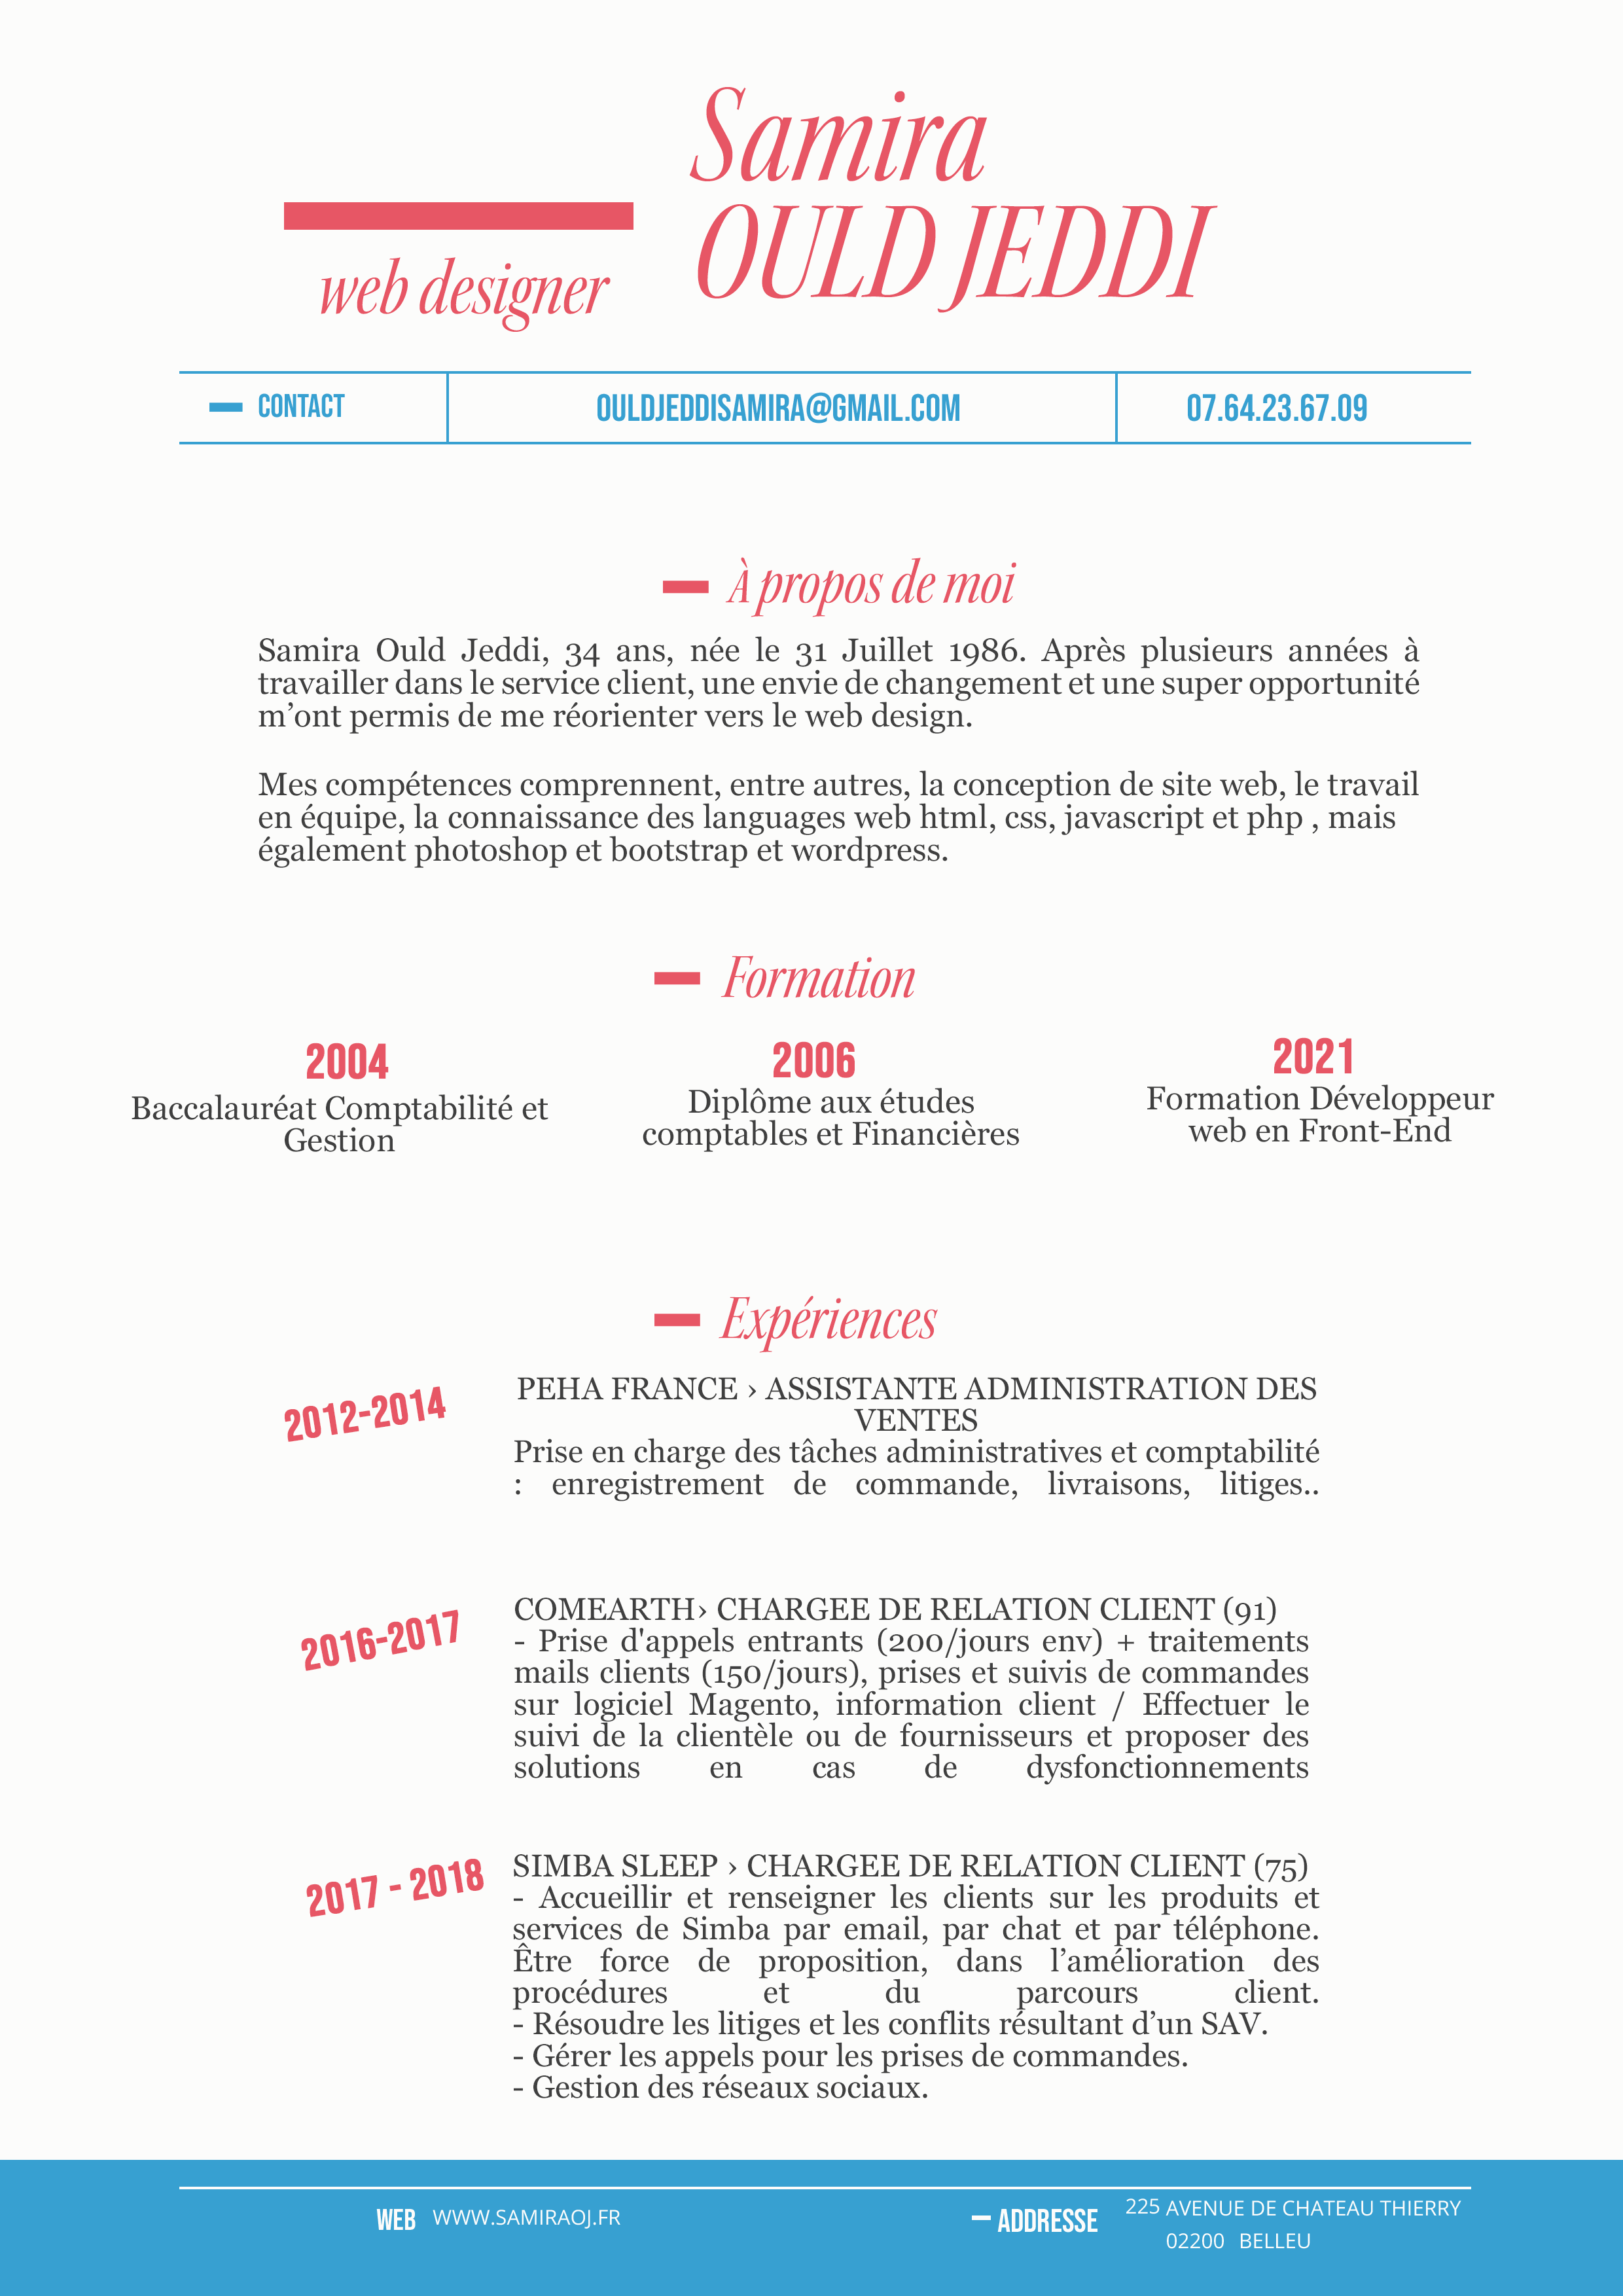 Samira
OULD JEDDI
web designer
CONTACT
OULDJEDDISAMIRA@GMAIL.COM
07.64.23.67.09
À propos de moi
Samira Ould Jeddi, 34 ans, née le 31 Juillet 1986. Après plusieurs années à
travailler dans le service client, une envie de changement et une super opportunité
m’ont permis de me réorienter vers le web design.
Mes compétences comprennent, entre autres, la conception de site web, le travail
en équipe, la connaissance des languages web html, css, javascript et php , mais
également photoshop et bootstrap et wordpress.
Formation
2004
Baccalauréat Comptabilité et
Gestion
2006
Diplôme aux études
comptables et Financières
2021
Formation Développeur
web en Front-End
Expériences
2012-2014
PEHA FRANCE › ASSISTANTE ADMINISTRATION DES
VENTES
Prise en charge des tâches administratives et comptabilité
: enregistrement de commande, livraisons, litiges..
2016-2017
COMEARTH› CHARGEE DE RELATION CLIENT (91)
- Prise d'appels entrants (200/jours env) + traitements
mails clients (150/jours), prises et suivis de commandes
sur logiciel Magento, information client / Effectuer le
suivi de la clientèle ou de fournisseurs et proposer des
solutions en cas de dysfonctionnements
2017 - 2018
SIMBA SLEEP › CHARGEE DE RELATION CLIENT (75)
- Accueillir et renseigner les clients sur les produits et
services de Simba par email, par chat et par téléphone.
Être force de proposition, dans l’amélioration des
procédures et du parcours client.
- Résoudre les litiges et les conflits résultant d’un SAV.
- Gérer les appels pour les prises de commandes.
- Gestion des réseaux sociaux.
WEB WWW.SAMIRAOJ.FR
ADDRESSE
225 AVENUE DE CHATEAU THIERRY
02200 BELLEU